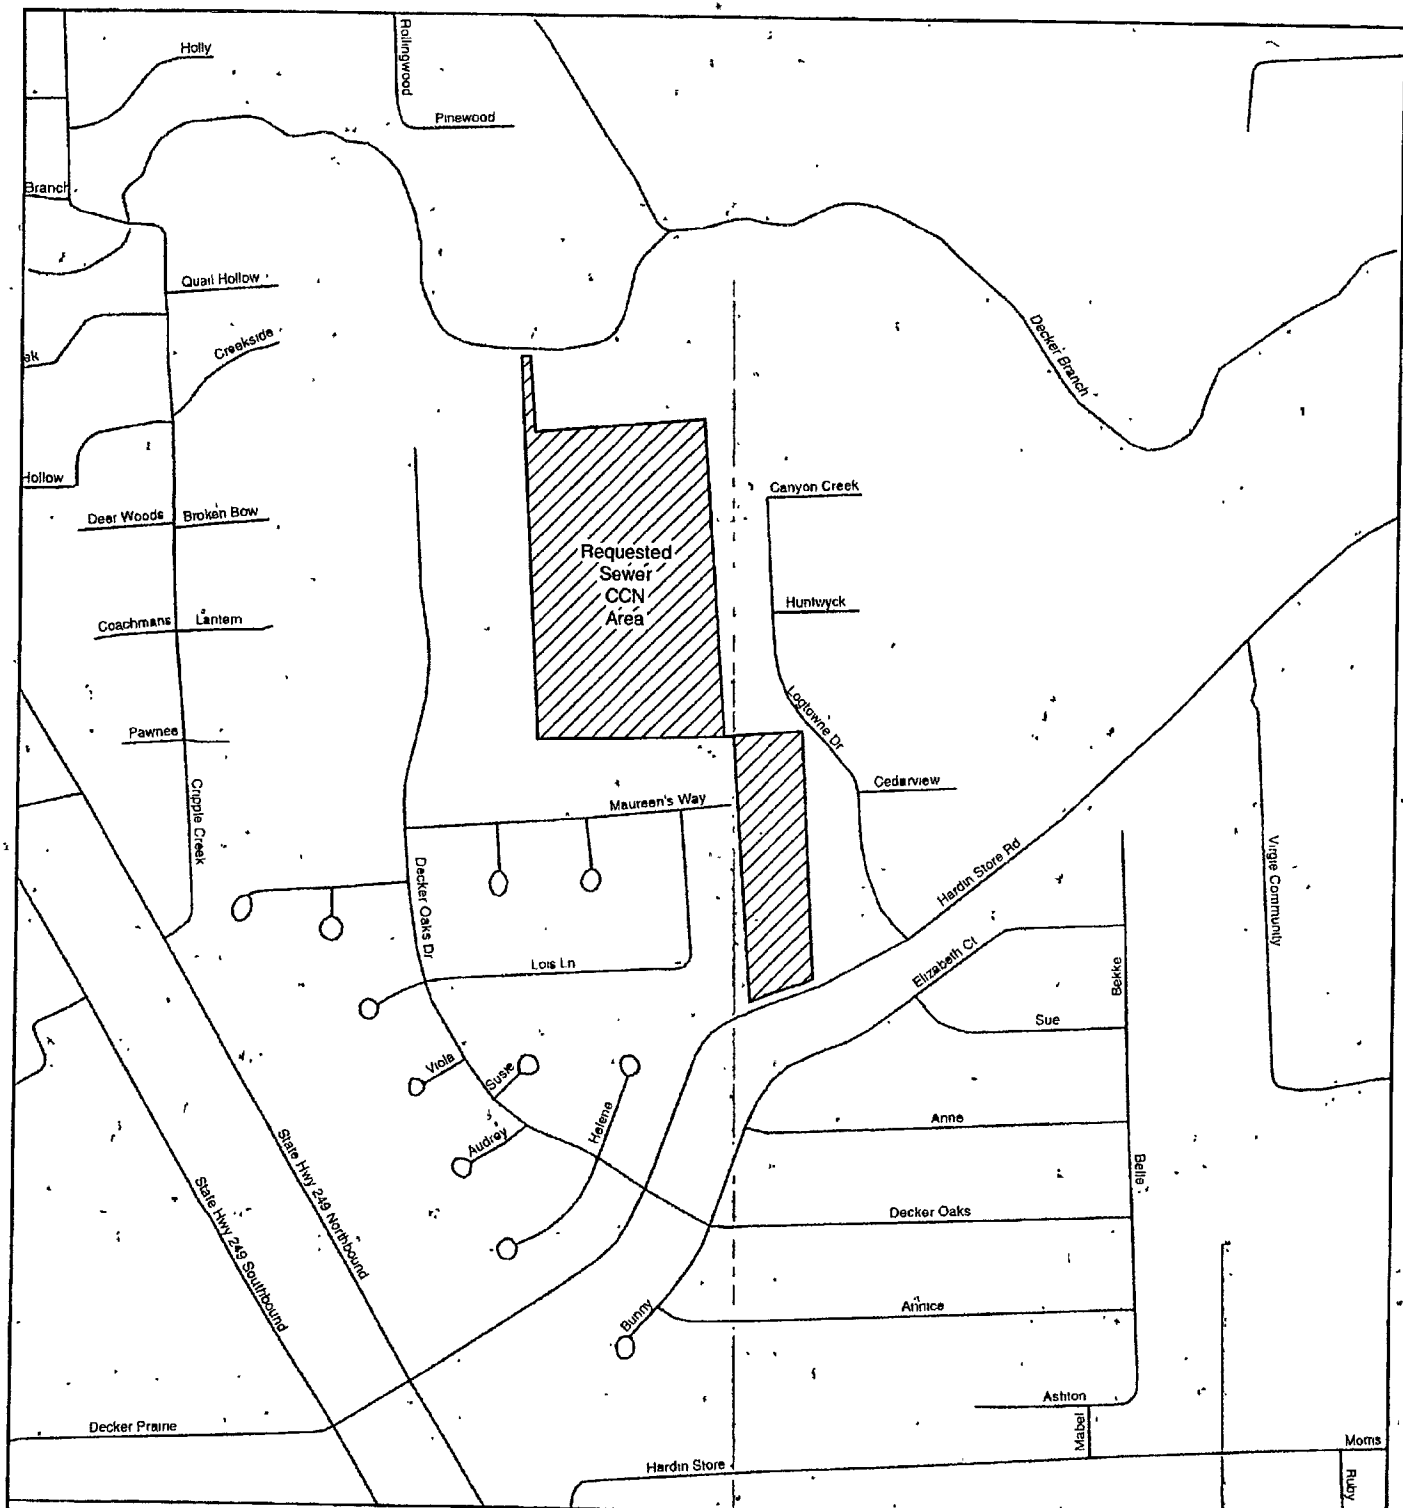 Holly
Rollingwood
Pinewood
Branch
Quail Hollow
Creekside
Decker Branch
Hollow
Canyon Creek
Deer Woods
Broken Bow
Requested
Sewer
CCN
Area
Huntwyck
Coachmans
Lantern
Logtowne Dr
Pawnee
Cripple Creek
Cedarview
Maureen's Way
Hardin Store Rd
Virgie Community
Decker Oaks Dr
Lois Ln
Elizabeth Ct
Bekke
Sue
Viola
Susie
Helene
Anne
Audrey
Belle
State Hwy 249 Northbound
State Hwy 249 Southbound
Decker Oaks
Annice
Bunny
Ashton
Mabel
Decker Prairie
Hardin Store
Morris
Ruby